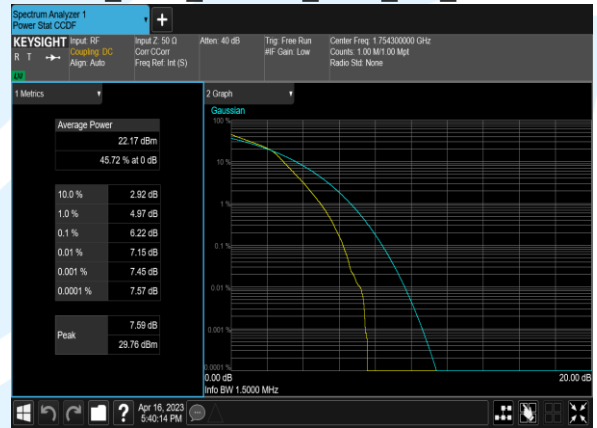 Spectrum Analyzer 1
Power Stat CCDF
+
KEYSIGHT Input: RF Input Z: 50 Ω Atten: 40 dB Trig: Free Run Center Freq: 1.754300000 GHz
R T Coupling: DC Corr CCorr #IF Gain: Low Counts: 1.00 M/1.00 Mpt
Align: Auto Freq Ref: Int (S) Radio Std: None
1 Metrics
2 Graph
Average Power
22.17 dBm
45.72 % at 0 dB
10.0 % 2.92 dB
1.0 % 4.97 dB
0.1 % 6.22 dB
0.01 % 7.15 dB
0.001 % 7.45 dB
0.0001 % 7.57 dB
Peak 7.59 dB
29.76 dBm
Gaussian
100 %
10 %
1 %
0.1 %
0.01 %
0.001 %
0.0001 %
0.00 dB 20.00 dB
Info BW 1.5000 MHz
? Apr 16, 2023
5:40:14 PM